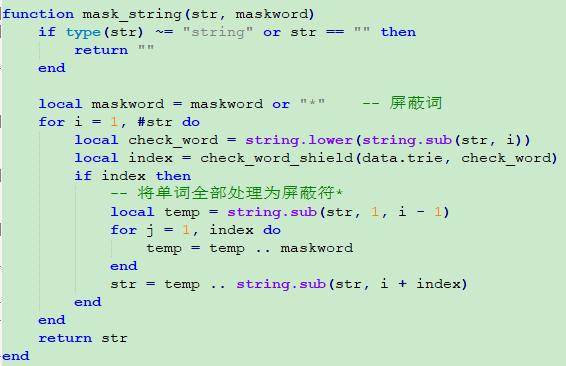 function mask_string(str, maskword)
    if type(str) ~= "string" or str == "" then
        return ""
    end
    local maskword = maskword or "*"    -- 屏蔽词
    for i = 1, #str do
        local check_word = string.lower(string.sub(str, i))
        local index = check_word_shield(data.trie, check_word)
        if index then
            -- 将单词全部处理为屏蔽符*
            local temp = string.sub(str, 1, i - 1)
            for j = 1, index do
                temp = temp .. maskword
            end
            str = temp .. string.sub(str, i + index)
        end
    end
    return str
end